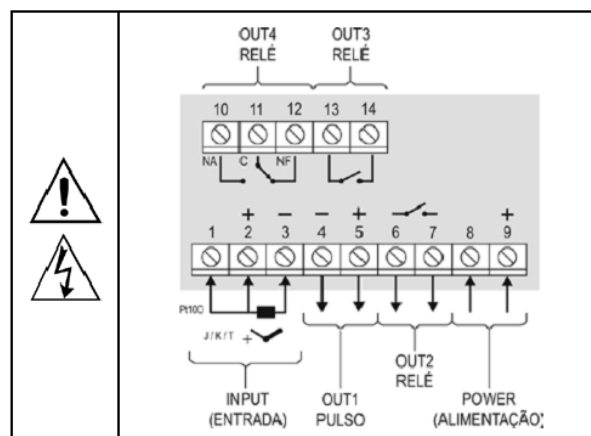 OUT4 OUT3
RELÉ RELÉ
10 11 12 13 14
NA C NF
+ − − + +
1 2 3 4 5 6 7 8 9
Pt100
J/K/T +
INPUT OUT1 OUT2 POWER
(ENTRADA) PULSO RELÉ (ALIMENTAÇÃO)